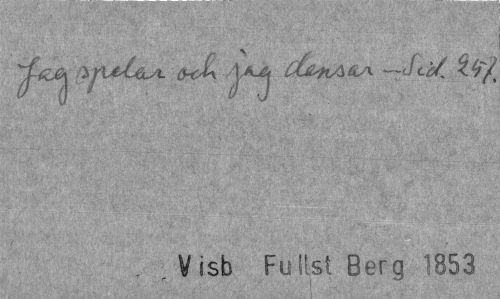 Jag spelar och jag dansar – Sid. 257.
Visb Fullst Berg 1853